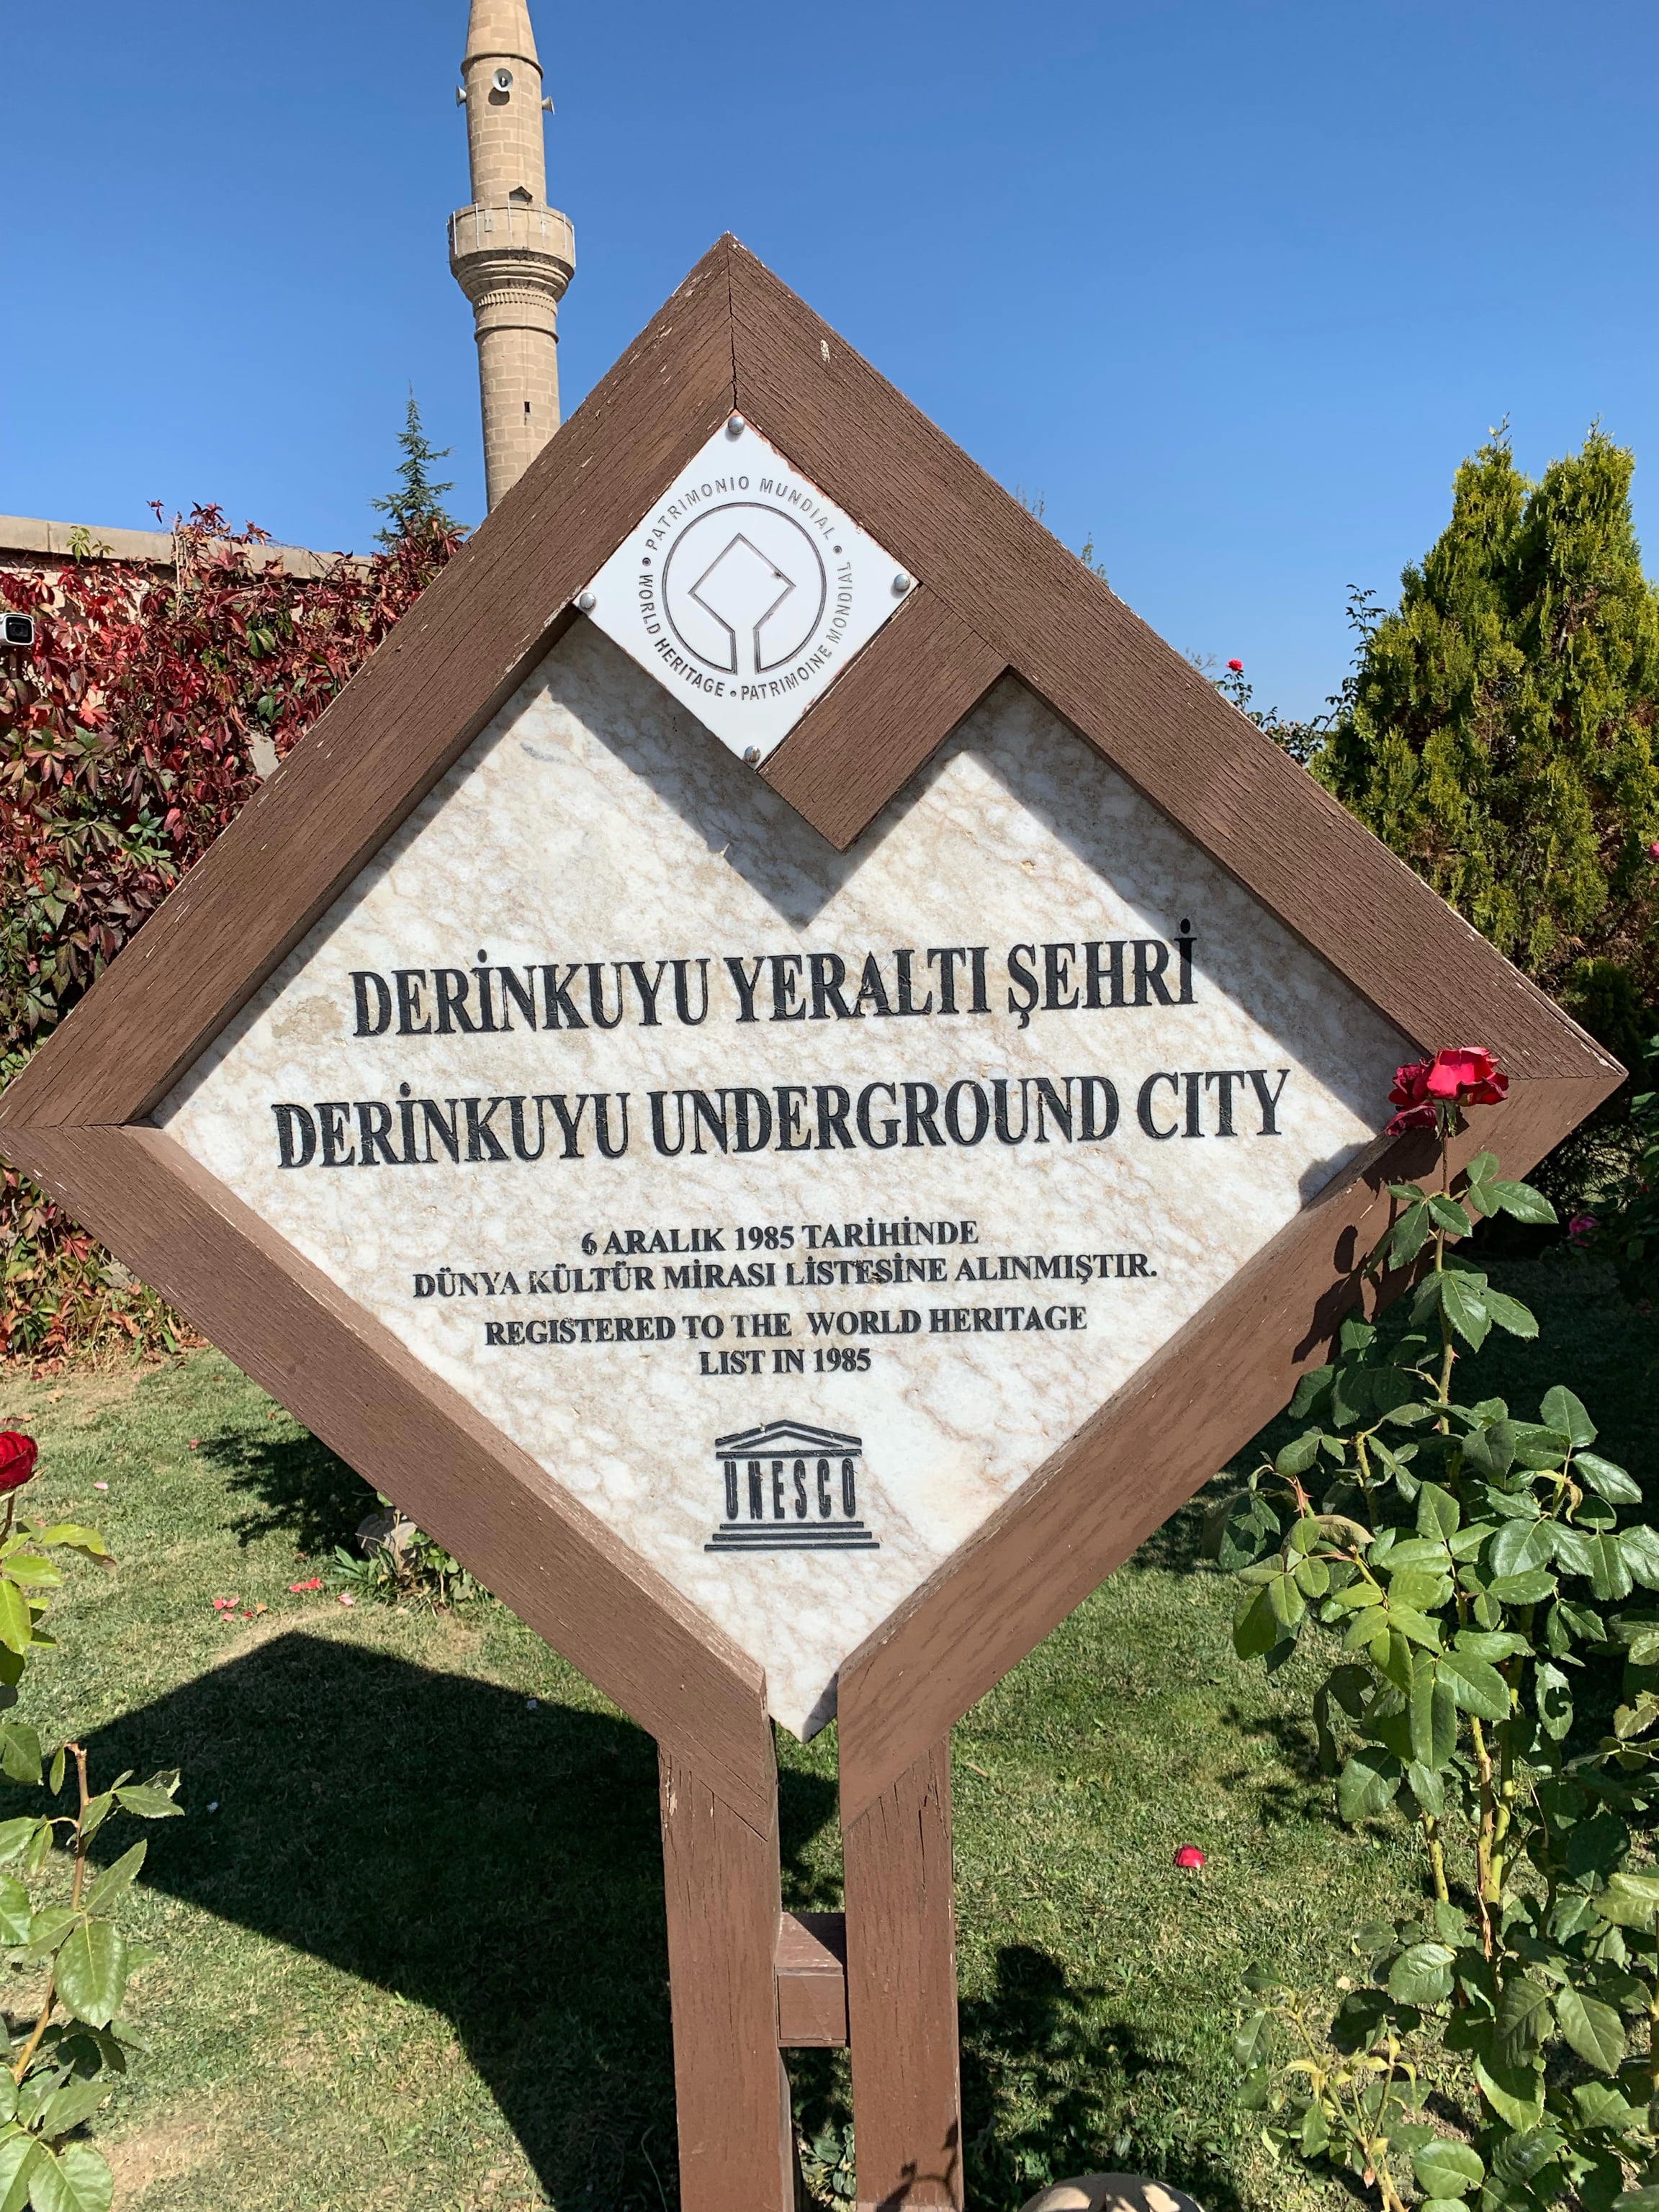 PATRIMONIO MUNDIAL • WORLD HERITAGE • PATRIMOINE MONDIAL •
DERİNKUYU YERALTI ŞEHRİ
DERİNKUYU UNDERGROUND CITY
6 ARALIK 1985 TARİHİNDE
DÜNYA KÜLTÜR MİRASI LİSTESİNE ALINMIŞTIR.
REGISTERED TO THE WORLD HERITAGE
LIST IN 1985
UNESCO